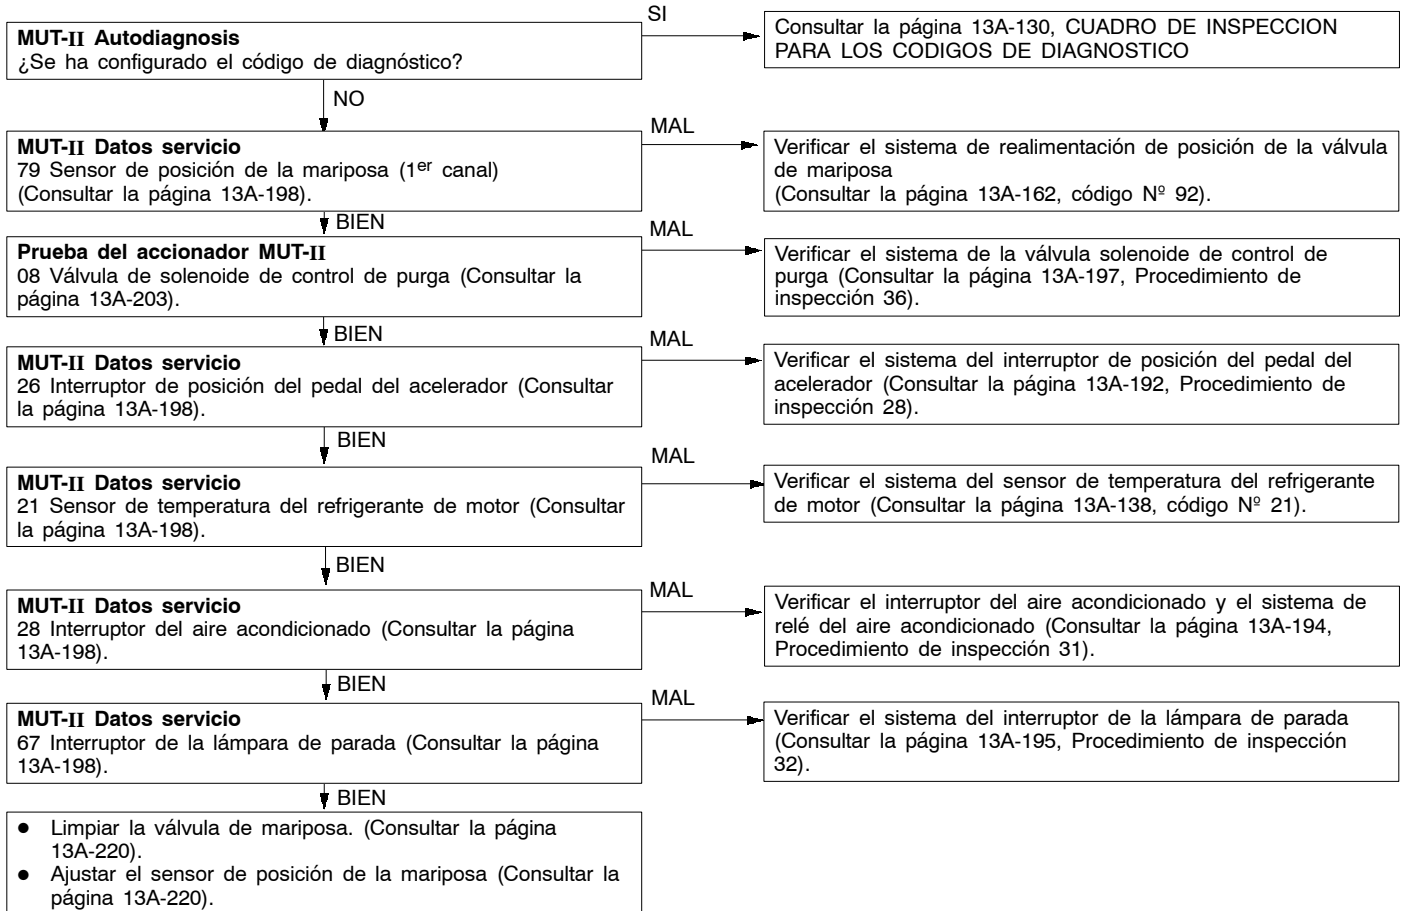 SI
MUT-II Autodiagnosis
¿Se ha configurado el código de diagnóstico?
Consultar la página 13A-130, CUADRO DE INSPECCION
PARA LOS CODIGOS DE DIAGNOSTICO
NO
MAL
MUT-II Datos servicio
79 Sensor de posición de la mariposa (1er canal)
(Consultar la página 13A-198).
Verificar el sistema de realimentación de posición de la válvula
de mariposa
(Consultar la página 13A-162, código Nº 92).
BIEN
MAL
Prueba del accionador MUT-II
08 Válvula de solenoide de control de purga (Consultar la
página 13A-203).
Verificar el sistema de la válvula solenoide de control de
purga (Consultar la página 13A-197, Procedimiento de
inspección 36).
BIEN
MAL
MUT-II Datos servicio
26 Interruptor de posición del pedal del acelerador (Consultar
la página 13A-198).
Verificar el sistema del interruptor de posición del pedal del
acelerador (Consultar la página 13A-192, Procedimiento de
inspección 28).
BIEN
MAL
MUT-II Datos servicio
21 Sensor de temperatura del refrigerante de motor (Consultar
la página 13A-198).
Verificar el sistema del sensor de temperatura del refrigerante
de motor (Consultar la página 13A-138, código Nº 21).
BIEN
MAL
MUT-II Datos servicio
28 Interruptor del aire acondicionado (Consultar la página
13A-198).
Verificar el interruptor del aire acondicionado y el sistema de
relé del aire acondicionado (Consultar la página 13A-194,
Procedimiento de inspección 31).
BIEN
MAL
MUT-II Datos servicio
67 Interruptor de la lámpara de parada (Consultar la página
13A-198).
Verificar el sistema del interruptor de la lámpara de parada
(Consultar la página 13A-195, Procedimiento de inspección
32).
BIEN
● Limpiar la válvula de mariposa. (Consultar la página
13A-220).
● Ajustar el sensor de posición de la mariposa (Consultar la
página 13A-220).